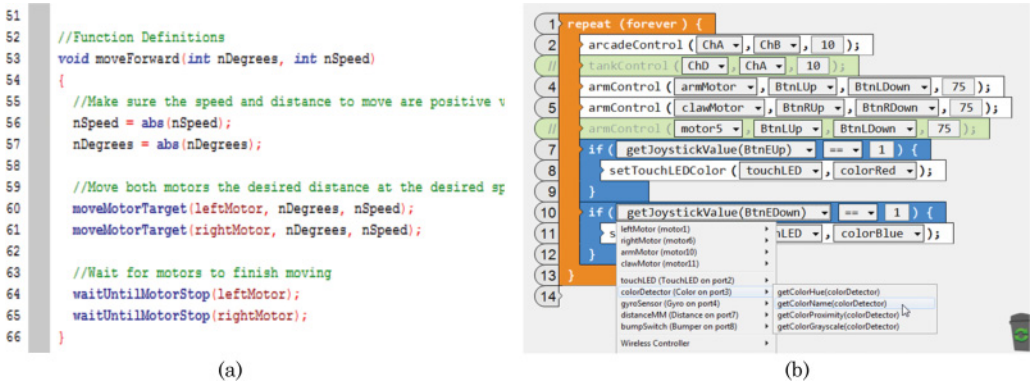 51
52 //Function Definitions
53 void moveForward(int nDegrees, int nSpeed)
54 {
55 //Make sure the speed and distance to move are positive v
56 nSpeed = abs(nSpeed);
57 nDegrees = abs(nDegrees);
58
59 //Move both motors the desired distance at the desired sp
60 moveMotorTarget(leftMotor, nDegrees, nSpeed);
61 moveMotorTarget(rightMotor, nDegrees, nSpeed);
62
63 //Wait for motors to finish moving
64 waitUntilMotorStop(leftMotor);
65 waitUntilMotorStop(rightMotor);
66 }
(a)
1 repeat (forever) {
2 arcadeControl ( ChA , ChB , 10 );
// tankControl ( ChD , ChA , 10 );
4 armControl ( armMotor , BtnLUp , BtnLDown , 75 );
5 armControl ( clawMotor , BtnRUp , BtnRDown , 75 );
// armControl ( motor5 , BtnLUp , BtnLDown , 75 );
7 if ( getJoystickValue(BtnEUp) == 1 ) {
8 setTouchLEDColor ( touchLED , colorRed );
9 }
10 if ( getJoystickValue(BtnEDown) == 1 ) {
11 s hLED , colorBlue );
12 }
13 }
14
leftMotor (motor1)
rightMotor (motor6)
armMotor (motor10)
clawMotor (motor11)
touchLED (TouchLED on port2)
colorDetector (Color on port3)
gyroSensor (Gyro on port4)
distanceMM (Distance on port7)
bumpSwitch (Bumper on port8)
Wireless Controller
getColorHue(colorDetector)
getColorName(colorDetector)
getColorProximity(colorDetector)
getColorGrayscale(colorDetector)
(b)